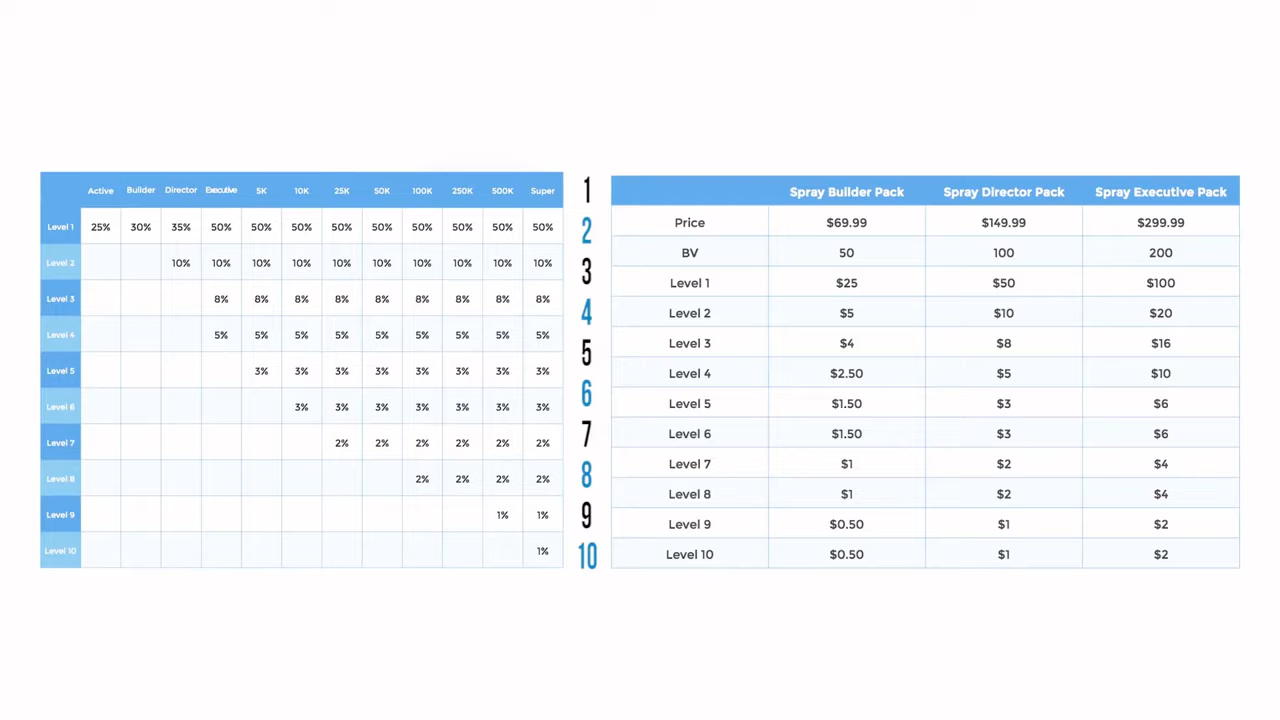 Active Builder Director Executive 5K 10K 25K 50K 100K 250K 500K Super
Level 1 25% 30% 35% 50% 50% 50% 50% 50% 50% 50% 50% 50%
Level 2 10% 10% 10% 10% 10% 10% 10% 10% 10% 10%
Level 3 8% 8% 8% 8% 8% 8% 8% 8% 8%
Level 4 5% 5% 5% 5% 5% 5% 5% 5% 5%
Level 5 3% 3% 3% 3% 3% 3% 3% 3%
Level 6 3% 3% 3% 3% 3% 3% 3%
Level 7 2% 2% 2% 2% 2% 2%
Level 8 2% 2% 2% 2%
Level 9 1% 1%
Level 10 1%
1
2
3
4
5
6
7
8
9
10
Spray Builder Pack Spray Director Pack Spray Executive Pack
Price $69.99 $149.99 $299.99
BV 50 100 200
Level 1 $25 $50 $100
Level 2 $5 $10 $20
Level 3 $4 $8 $16
Level 4 $2.50 $5 $10
Level 5 $1.50 $3 $6
Level 6 $1.50 $3 $6
Level 7 $1 $2 $4
Level 8 $1 $2 $4
Level 9 $0.50 $1 $2
Level 10 $0.50 $1 $2